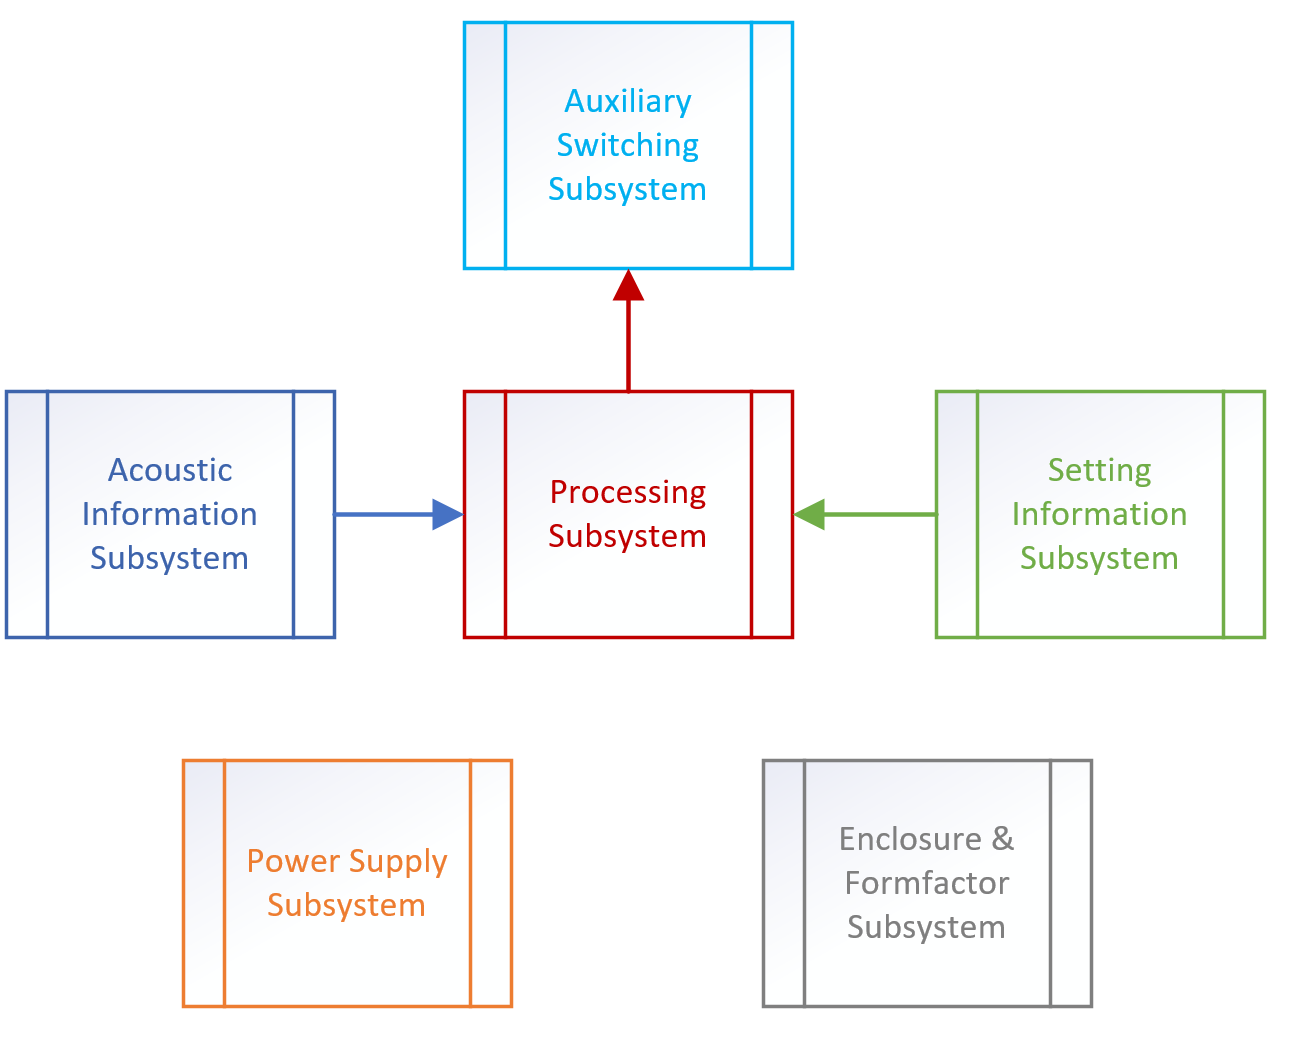 Auxiliary
Switching
Subsystem
Acoustic
Information
Subsystem
Processing
Subsystem
Setting
Information
Subsystem
Power Supply
Subsystem
Enclosure &
Formfactor
Subsystem